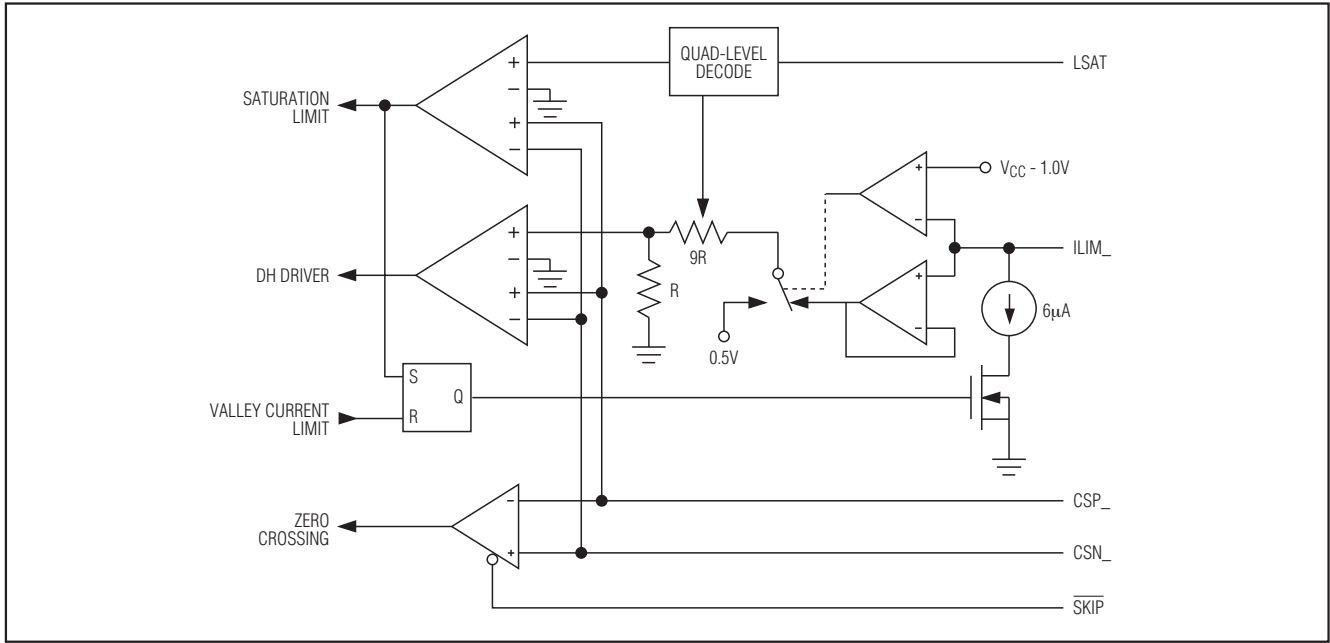 QUAD-LEVEL
DECODE
LSAT
+
−
+
−
SATURATION
LIMIT
+
−
VCC - 1.0V
ILIM_
9R
+
−
+
−
DH DRIVER
R
+
−
6µA
0.5V
S
Q
R
VALLEY CURRENT
LIMIT
−
+
CSP_
ZERO
CROSSING
CSN_
SKIP